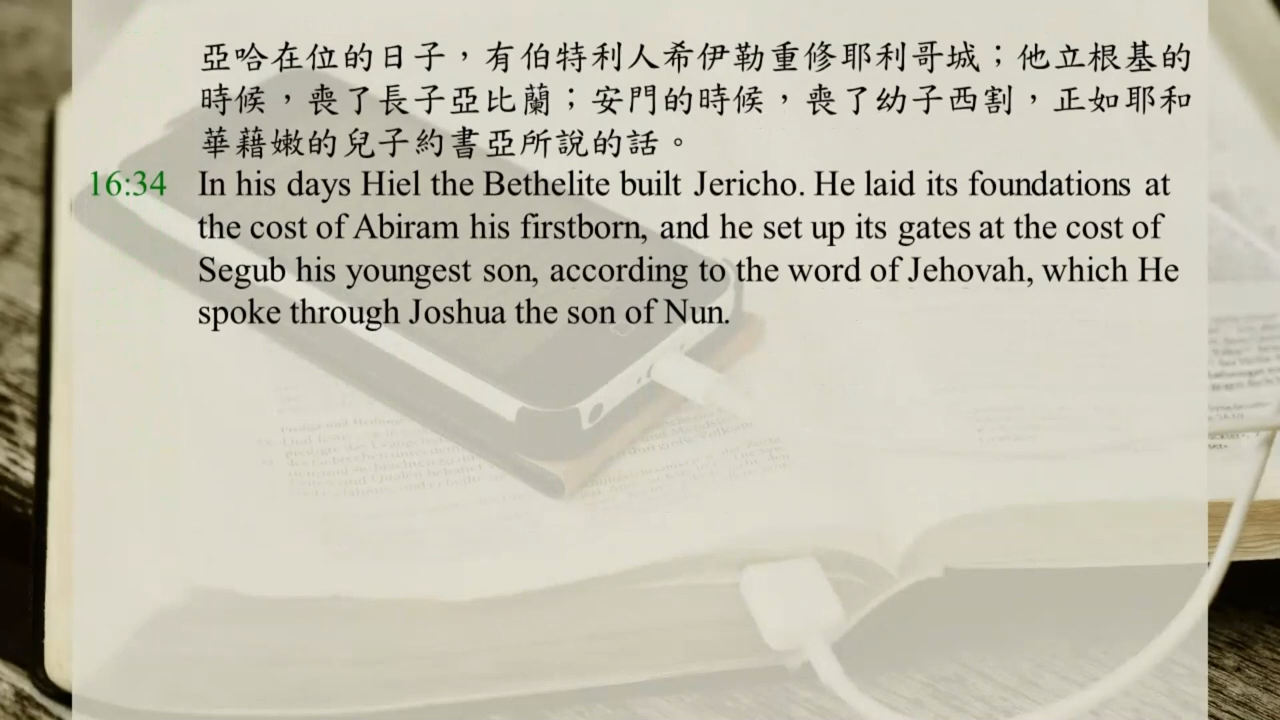 亞哈在位的日子，有伯特利人希伊勒重修耶利哥城；他立根基的
時候，喪了長子亞比蘭；安門的時候，喪了幼子西割，正如耶和
華藉嫩的兒子約書亞所說的話。
16:34 In his days Hiel the Bethelite built Jericho. He laid its foundations at
the cost of Abiram his firstborn, and he set up its gates at the cost of
Segub his youngest son, according to the word of Jehovah, which He
spoke through Joshua the son of Nun.